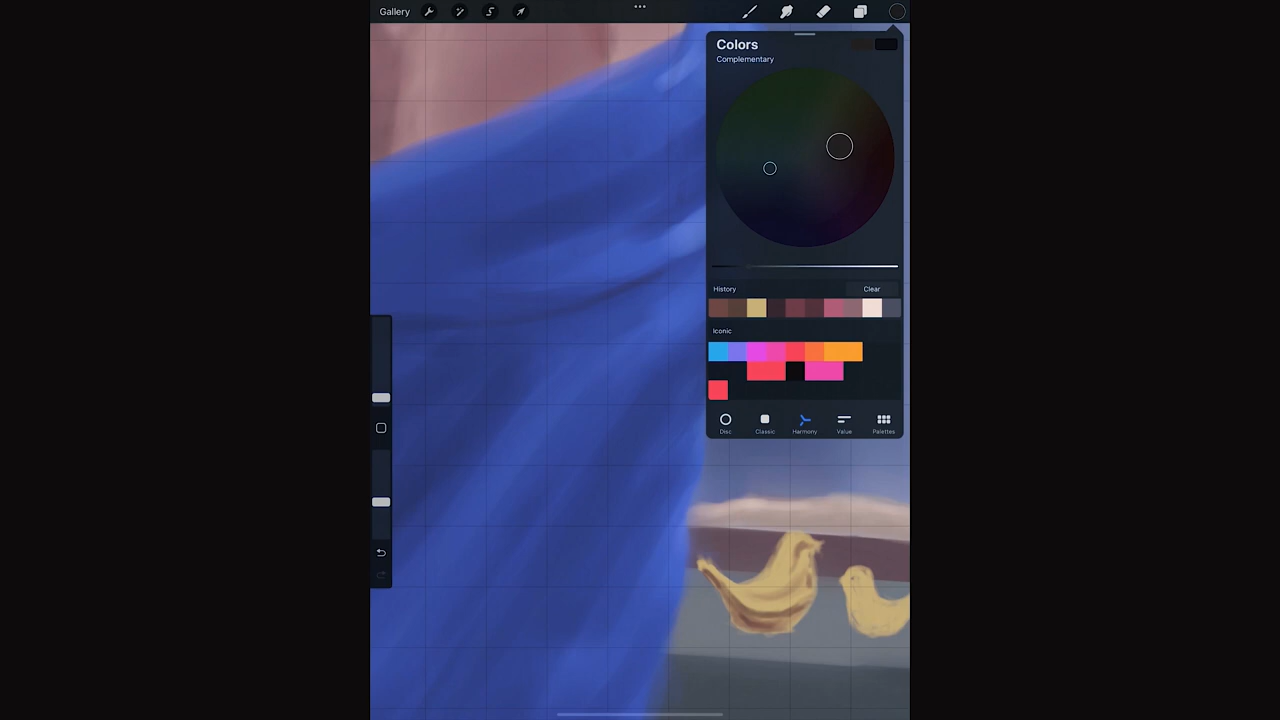 Gallery
Colors
Complementary
History Clear
Iconic
Disc Classic Harmony Value Palettes